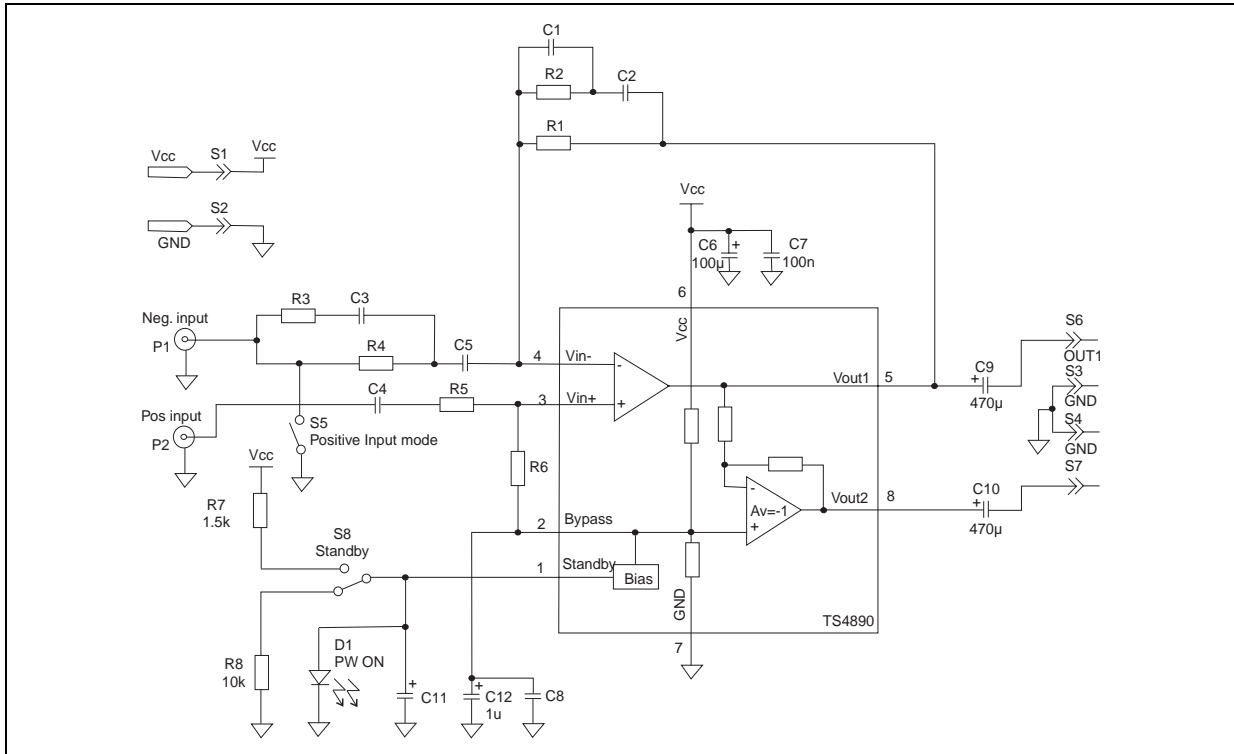 C1
R2
C2
R1
Vcc
S1
Vcc
S2
GND
Vcc
C6
+
100µ
C7
100n
6
Vcc
R3
C3
Neg. input
P1
R4
C5
4
Vin-
-
Vout1
5
C9
+
470µ
S6
OUT1
S3
GND
S4
GND
S7
Pos input
P2
C4
R5
3
Vin+
+
S5
Positive Input mode
R6
Vcc
R7
1.5k
S8
Standby
2
Bypass
-
Av=-1
+
Vout2
8
C10
+
470µ
1
Standby
Bias
GND
TS4890
7
R8
10k
D1
PW ON
+
C11
+
C12
1u
C8